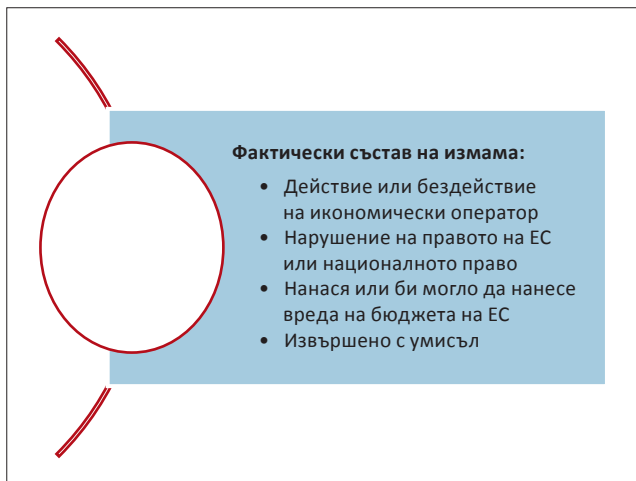 Фактически състав на измама:
• Действие или бездействие
на икономически оператор
• Нарушение на правото на ЕС
или националното право
• Нанася или би могло да нанесе
вреда на бюджета на ЕС
• Извършено с умисъл